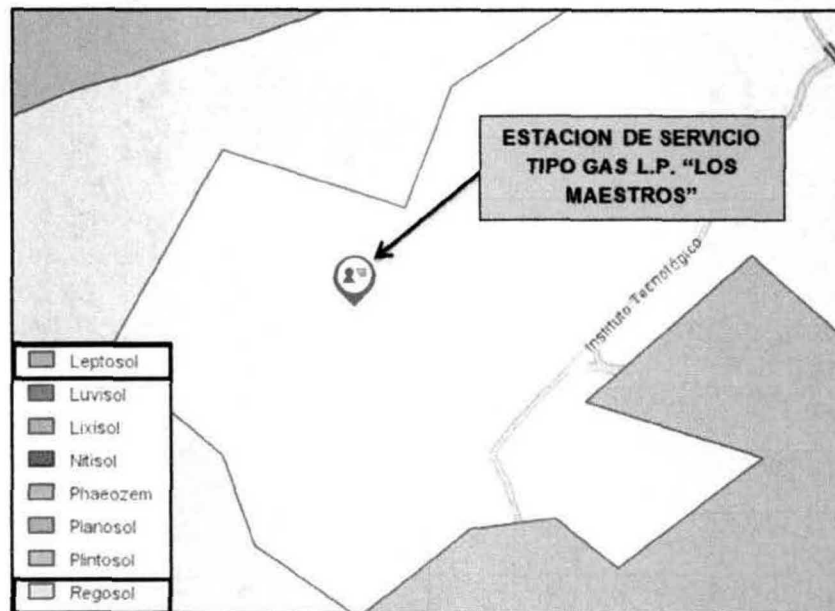 ESTACION DE SERVICIO
TIPO GAS L.P. “LOS
MAESTROS”
Instituto Tecnológico
Leptosol
Luvisol
Lixisol
Nitisol
Phaeozem
Planosol
Plintosol
Regosol